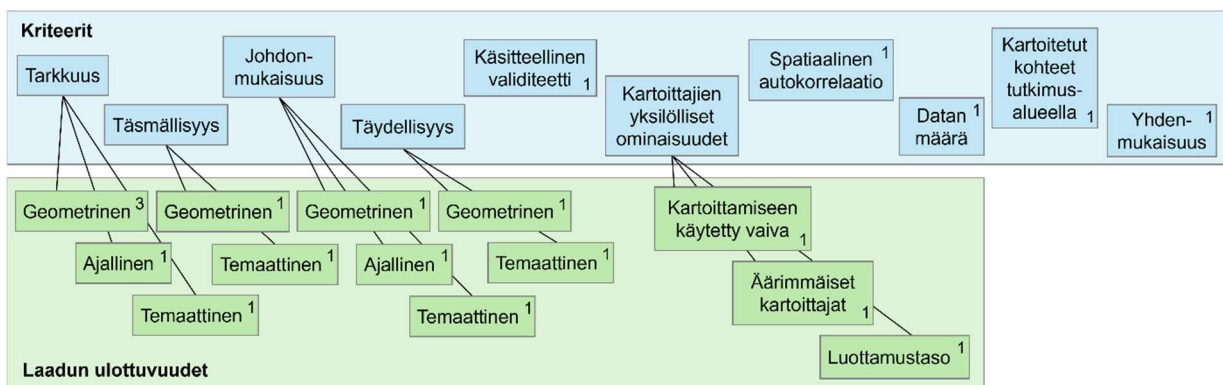 Kriteerit
Tarkkuus
Täsmällisyys
Johdon-
mukaisuus
Täydellisyys
Käsitteellinen
validiteetti 1
Kartoittajien
yksilölliset
ominaisuudet
Spatiaalinen 1
autokorrelaatio
Datan 1
määrä
Kartoitetut
kohteet
tutkimus-
alueella 1
Yhden- 1
mukaisuus
Geometrinen 3
Ajallinen 1
Temaattinen 1
Geometrinen 1
Temaattinen 1
Geometrinen 1
Ajallinen 1
Temaattinen 1
Geometrinen 1
Temaattinen 1
Kartoittamiseen
käytetty vaiva
1
Äärimmäiset
kartoittajat
1
Luottamustaso 1
Laadun ulottuvuudet